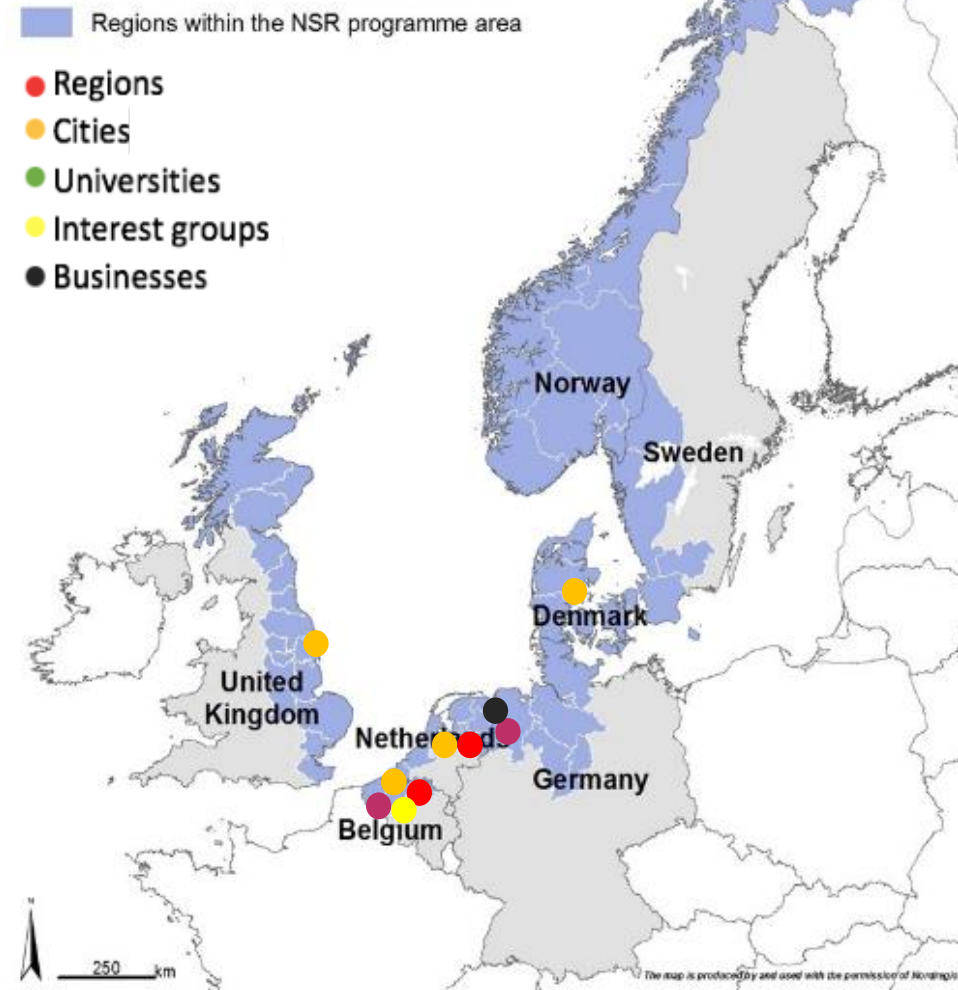 Regions within the NSR programme area
Regions
Cities
Universities
Interest groups
Businesses
Norway
Sweden
Denmark
United
Kingdom
Netherlands
Germany
Belgium
N
250 km
The map is produced by and used with the permission of Nordregio